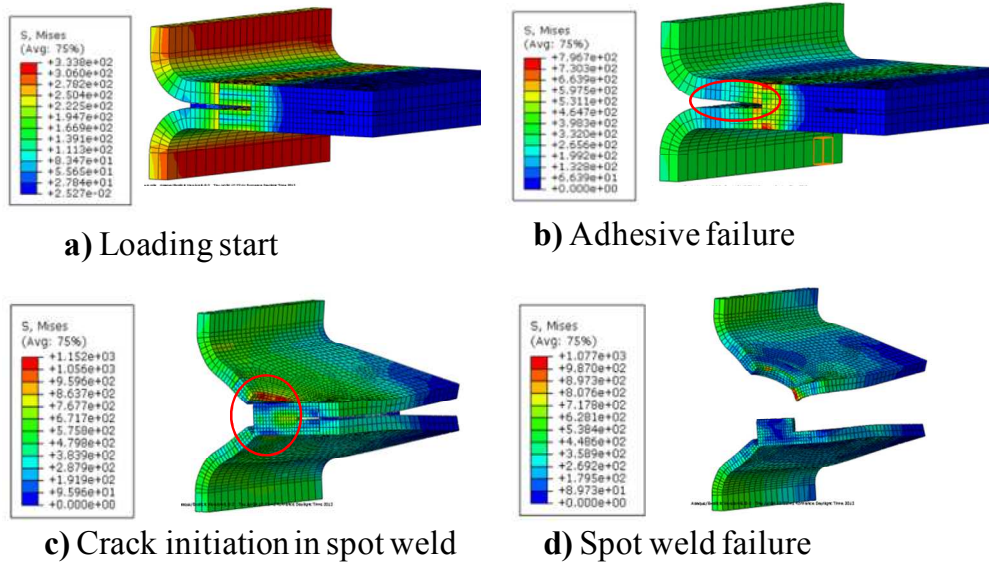 S, Mises
(Avg: 75%)
+3.338e+02
+3.060e+02
+2.782e+02
+2.504e+02
+2.225e+02
+1.947e+02
+1.669e+02
+1.391e+02
+1.113e+02
+8.347e+01
+5.565e+01
+2.784e+01
+2.527e-02
a) Loading start
S, Mises
(Avg: 75%)
+7.967e+02
+7.303e+02
+6.639e+02
+5.975e+02
+5.311e+02
+4.647e+02
+3.983e+02
+3.320e+02
+2.656e+02
+1.992e+02
+1.328e+02
+6.639e+01
+0.000e+00
b) Adhesive failure
S, Mises
(Avg: 75%)
+1.152e+03
+1.056e+03
+9.596e+02
+8.637e+02
+7.677e+02
+6.717e+02
+5.758e+02
+4.798e+02
+3.839e+02
+2.879e+02
+1.919e+02
+9.596e+01
+0.000e+00
c) Crack initiation in spot weld
S, Mises
(Avg: 75%)
+1.077e+03
+9.870e+02
+8.973e+02
+8.076e+02
+7.178e+02
+6.281e+02
+5.384e+02
+4.486e+02
+3.589e+02
+2.692e+02
+1.795e+02
+8.973e+01
+0.000e+00
d) Spot weld failure